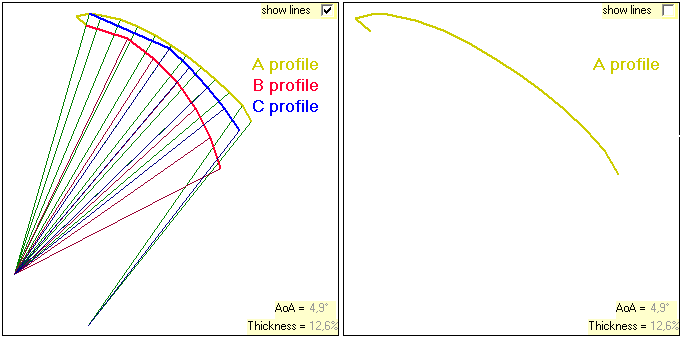 show lines
A profile
B profile
C profile
AoA = 4,9°
Thickness = 12,6%
show lines
A profile
AoA = 4,9°
Thickness = 12,6%